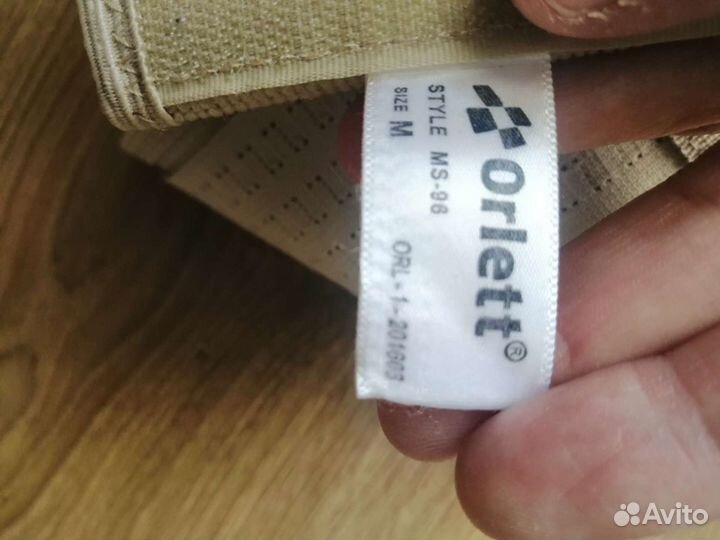 Orlett®
STYLE MS-96
SIZE M
ORL-1-201603
Avito